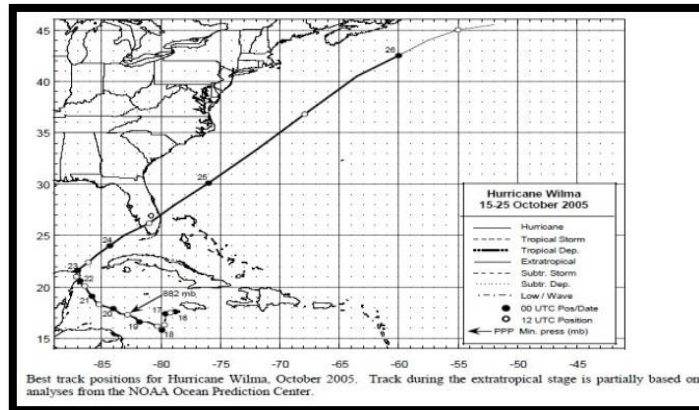 45
40
35
30
25
20
15
-85
-80
-75
-70
-65
-60
-55
-50
-45
26
25
24
23
22
21
20
19
18
17
16
882 mb
Hurricane Wilma
15-25 October 2005
Hurricane
Tropical Storm
Tropical Dep.
Extratropical
Subtr. Storm
Subtr. Dep.
Low / Wave
00 UTC Pos/Date
12 UTC Position
PPP Min. press (mb)
Best track positions for Hurricane Wilma, October 2005. Track during the extratropical stage is partially based on
analyses from the NOAA Ocean Prediction Center.